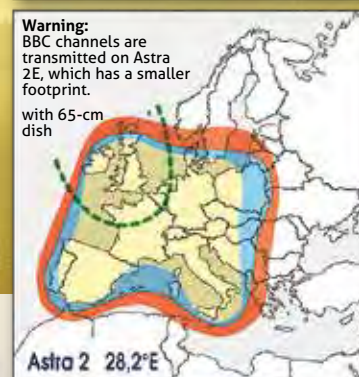 Warning:
BBC channels are
transmitted on Astra
2E, which has a smaller
footprint.
with 65-cm
dish
Astra 2 28,2°E